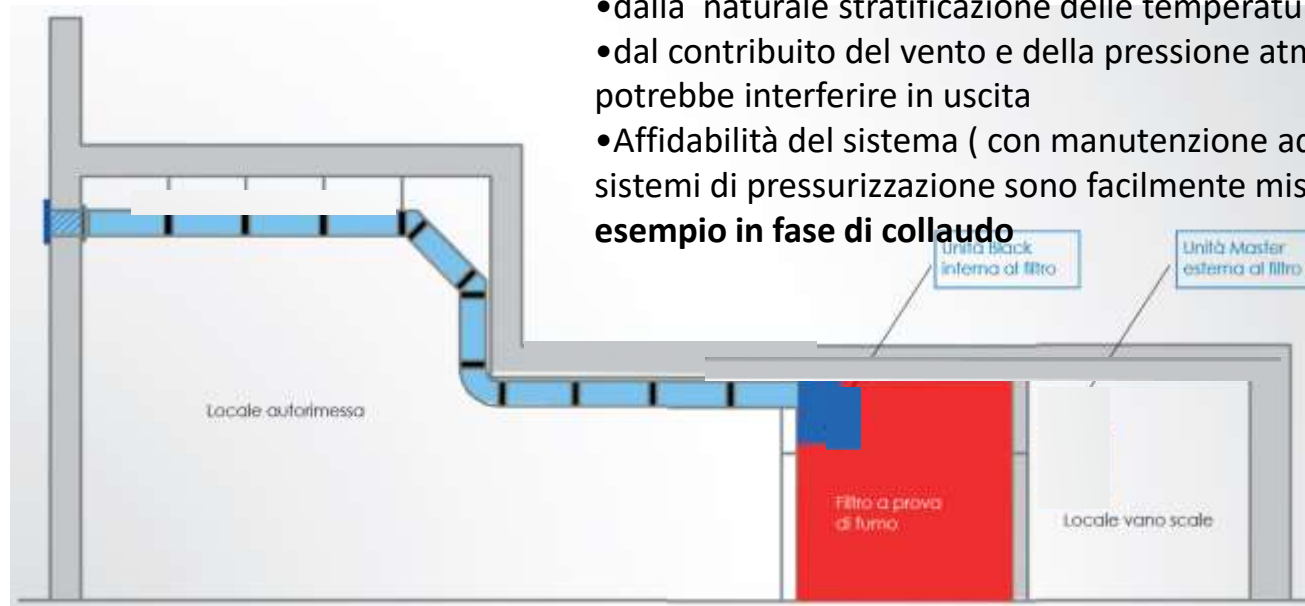 •dalla naturale stratificazione delle temperatu
•dal contribuito del vento e della pressione atm
potrebbe interferire in uscita
•Affidabilità del sistema ( con manutenzione
sistemi di pressurizzazione sono facilmente mis
esempio in fase di collaudo
Unità Black
interna al filtro
Unità Master
esterna al filtro
Locale autorimessa
Filtro a prova
di fumo
Locale vano scale